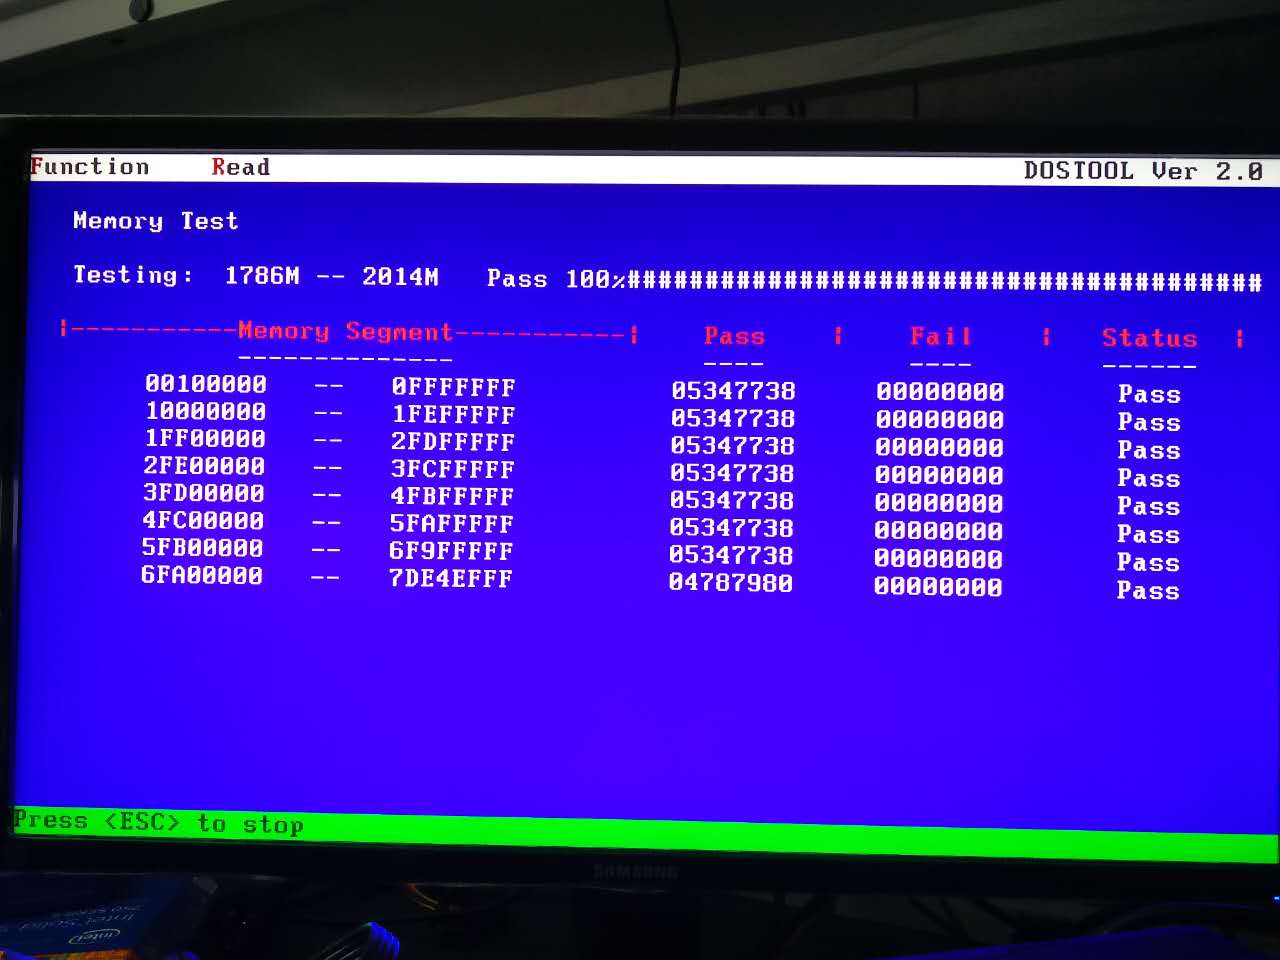 Function Read DOSTOOL Ver 2.0
Memory Test
Testing: 1786M -- 2014M Pass 100%#########################################
|-----------Memory Segment-----------| Pass | Fail | Status |
-------------- ---- ---- ------
00100000 -- 0FFFFFFF 05347738 00000000 Pass
10000000 -- 1FEFFFFF 05347738 00000000 Pass
1FF00000 -- 2FDFFFFF 05347738 00000000 Pass
2FE00000 -- 3FCFFFFF 05347738 00000000 Pass
3FD00000 -- 4FBFFFFF 05347738 00000000 Pass
4FC00000 -- 5FAFFFFF 05347738 00000000 Pass
5FB00000 -- 6F9FFFFF 05347738 00000000 Pass
6FA00000 -- 7DE4EFFF 04787980 00000000 Pass
Press <ESC> to stop
SAMSUNG
intel